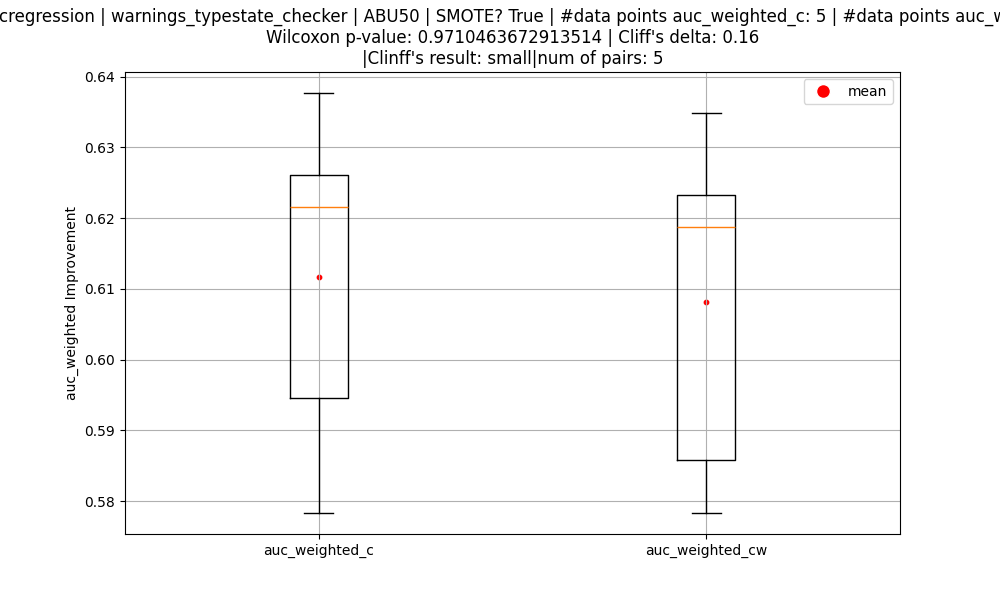 cregression | warnings_typestate_checker | ABU50 | SMOTE? True | #data points auc_weighted_c: 5 | #data points auc_w
Wilcoxon p-value: 0.9710463672913514 | Cliff's delta: 0.16
|Clinff's result: small|num of pairs: 5
mean
0.64
0.63
0.62
0.61
0.60
0.59
0.58
auc_weighted Improvement
auc_weighted_c
auc_weighted_cw